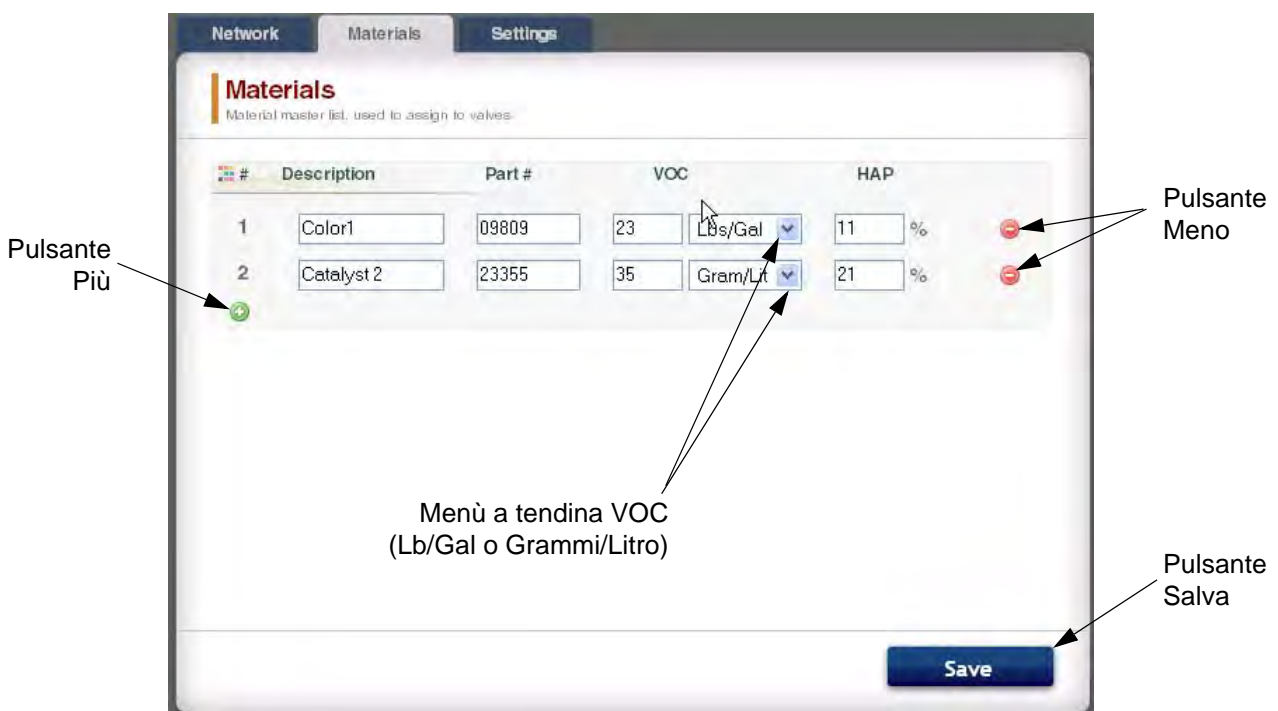 Network Materials Settings
Materials
Material master list, used to assign to valves.
# Description Part # VOC HAP
1 Color1 09809 23 Lbs/Gal 11 %
2 Catalyst 2 23355 35 Gram/Lit 21 %
Pulsante
Più
Pulsante
Meno
Menù a tendina VOC
(Lb/Gal o Grammi/Litro)
Pulsante
Salva
Save